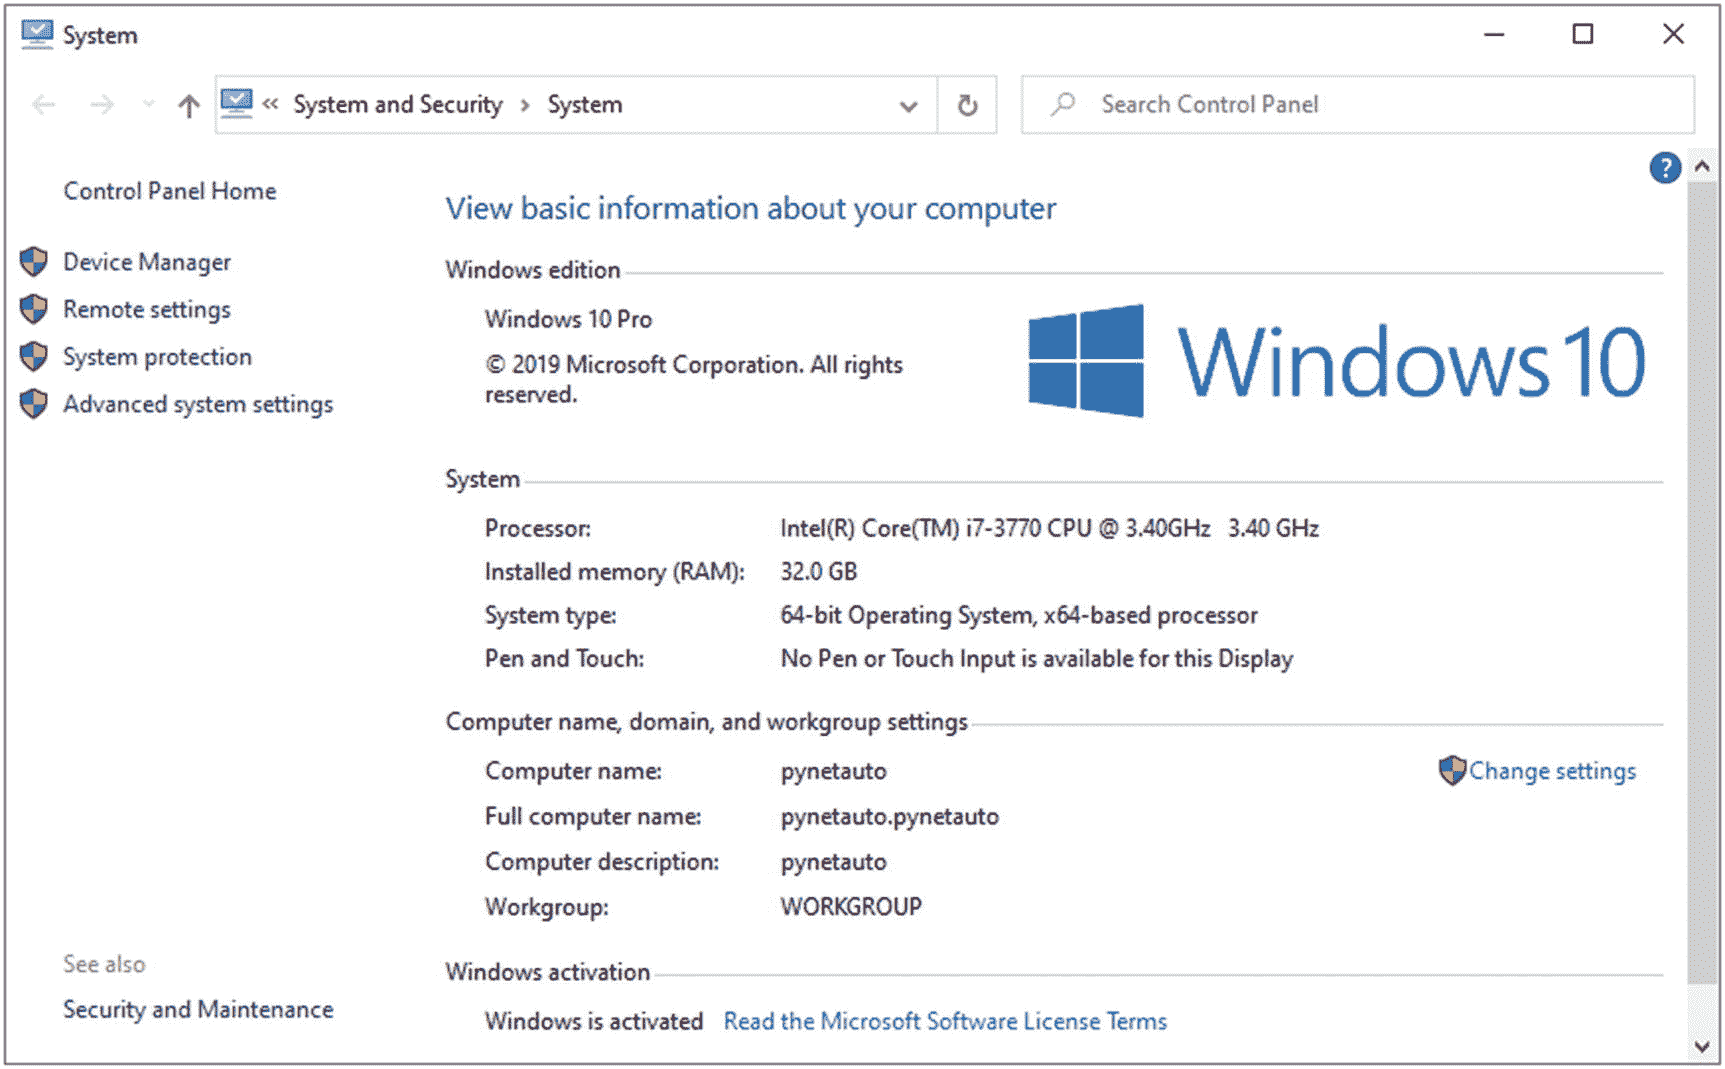 System
« System and Security › System
Search Control Panel
?
Control Panel Home
Device Manager
Remote settings
System protection
Advanced system settings
See also
Security and Maintenance
View basic information about your computer
Windows edition
Windows 10 Pro
© 2019 Microsoft Corporation. All rights
reserved.
Windows 10
System
Processor: Intel(R) Core(TM) i7-3770 CPU @ 3.40GHz 3.40 GHz
Installed memory (RAM): 32.0 GB
System type: 64-bit Operating System, x64-based processor
Pen and Touch: No Pen or Touch Input is available for this Display
Computer name, domain, and workgroup settings
Computer name: pynetauto
Change settings
Full computer name: pynetauto.pynetauto
Computer description: pynetauto
Workgroup: WORKGROUP
Windows activation
Windows is activated Read the Microsoft Software License Terms